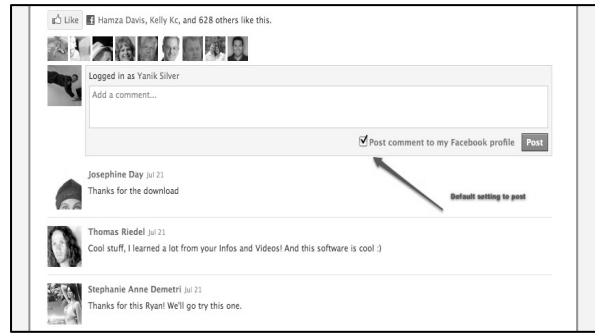 Like Hamza Davis, Kelly Kc, and 628 others like this.
Logged in as Yanik Silver
Add a comment...
Post comment to my Facebook profile Post
Josephine Day Jul 21
Thanks for the download
Default setting to post
Thomas Riedel Jul 21
Cool stuff, I learned a lot from your Infos and Videos! And this software is cool :)
Stephanie Anne Demetri Jul 21
Thanks for this Ryan! We'll go try this one.